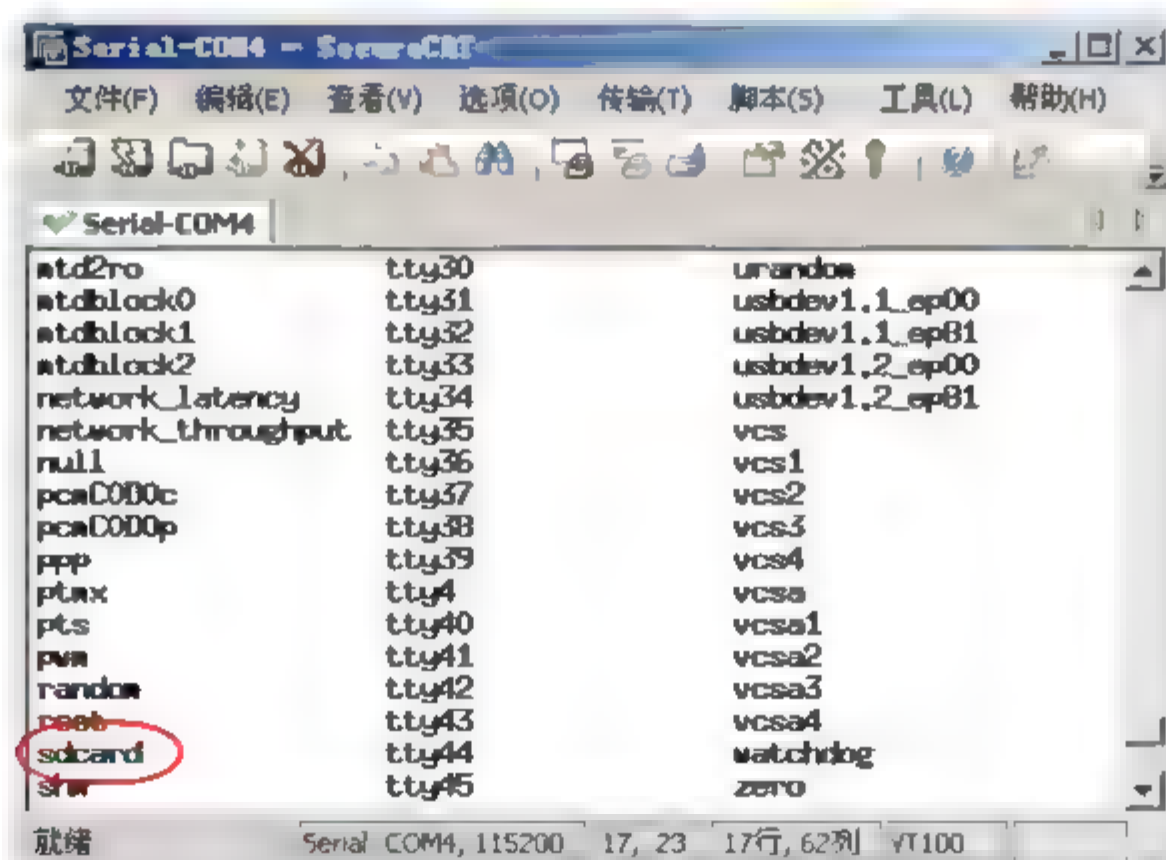 Serial-COM4 - SecureCRT
文件(F) 编辑(E) 查看(V) 选项(O) 传输(T) 脚本(S) 工具(L) 帮助(H)
Serial-COM4
mtd2ro tty30 urandom
mtdblock0 tty31 usbdev1.1_ep00
mtdblock1 tty32 usbdev1.1_ep81
mtdblock2 tty33 usbdev1.2_ep00
network_latency tty34 usbdev1.2_ep81
network_throughput tty35 vcs
null tty36 vcs1
pcmC0D0c tty37 vcs2
pcmC0D0p tty38 vcs3
ppp tty39 vcs4
ptmx tty4 vcsa
pts tty40 vcsa1
pvm tty41 vcsa2
random tty42 vcsa3
root tty43 vcsa4
sdcard tty44 watchdog
shm tty45 zero
就绪 Serial COM4, 115200 17, 23 17行, 62列 VT100